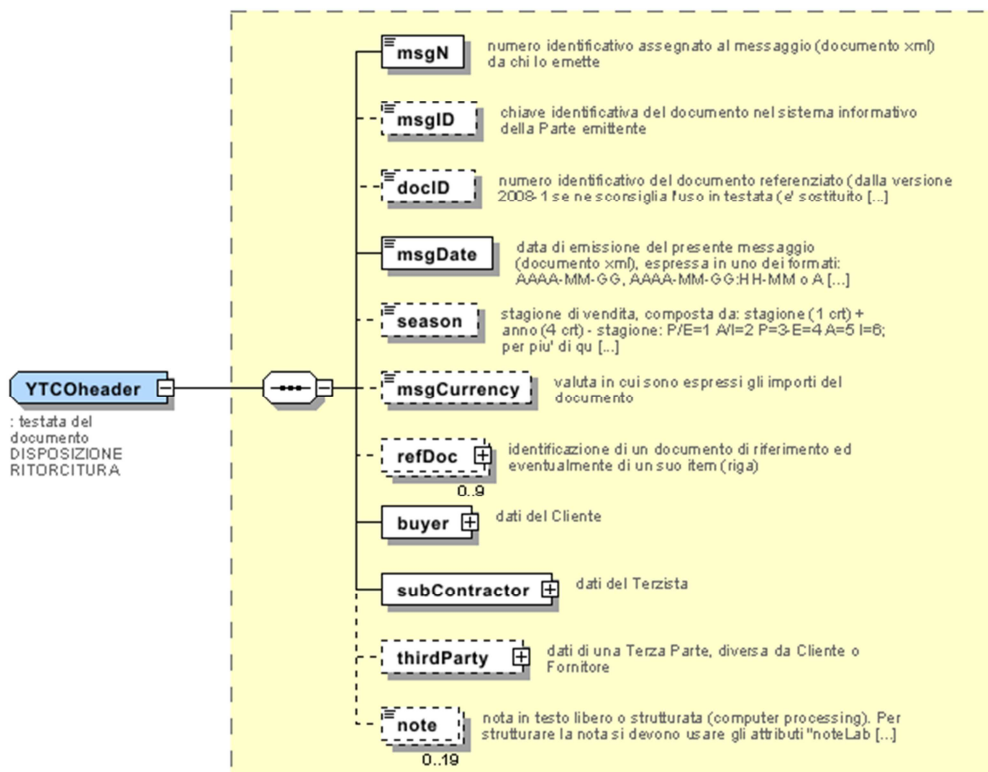 msgN
numero identificativo assegnato al messaggio (documento xml)
da chi lo emette
msgID
chiave identificativa del documento nel sistema informativo
della Parte emittente
docID
numero identificativo del documento referenziato (dalla versione
2008-1 se ne sconsiglia l'uso in testata (e' sostituito [...]
msgDate
data di emissione del presente messaggio
(documento xml), espressa in uno dei formati:
AAAA-MM-GG, AAAA-MM-GG:HH-MM o A [...]
season
stagione di vendita, composta da: stagione (1 crt) +
anno (4 crt) - stagione: P/E=1 A/I=2 P=3-E=4 A=5 I=6;
per piu' di qu [...]
YTCOheader
: testata del
documento
DISPOSIZIONE
RITORCITURA
msgCurrency
valuta in cui sono espressi gli importi del
documento
refDoc
identificazione di un documento di riferimento ed
eventualmente di un suo item (riga)
0..9
buyer
dati del Cliente
subContractor
dati del Terzista
thirdParty
dati di una Terza Parte, diversa da Cliente o
Fornitore
note
nota in testo libero o strutturata (computer processing). Per
strutturare la nota si devono usare gli attributi "noteLab [...]
0..19